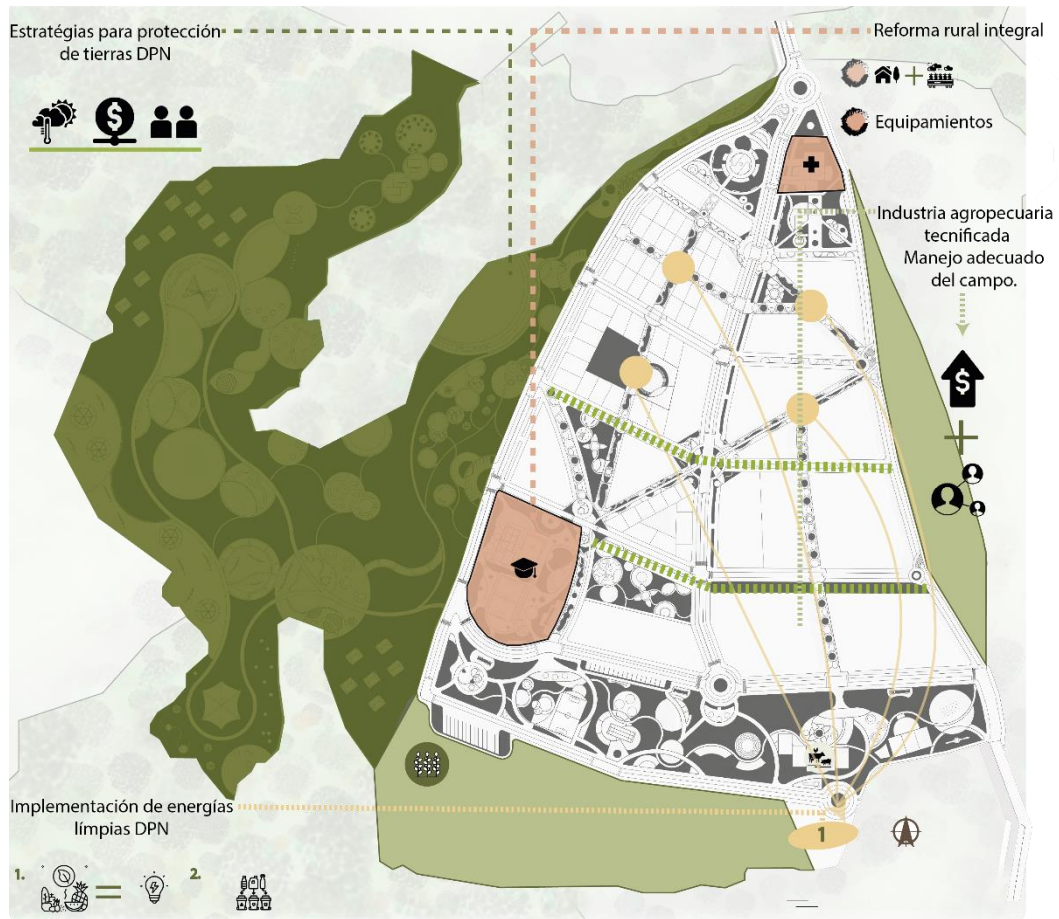 Estratégias para protección
de tierras DPN
Reforma rural integral
Equipamientos
Industria agropecuaria
tecnificada
Manejo adecuado
del campo.
Implementación de energías
límpias DPN
1
1.
2.